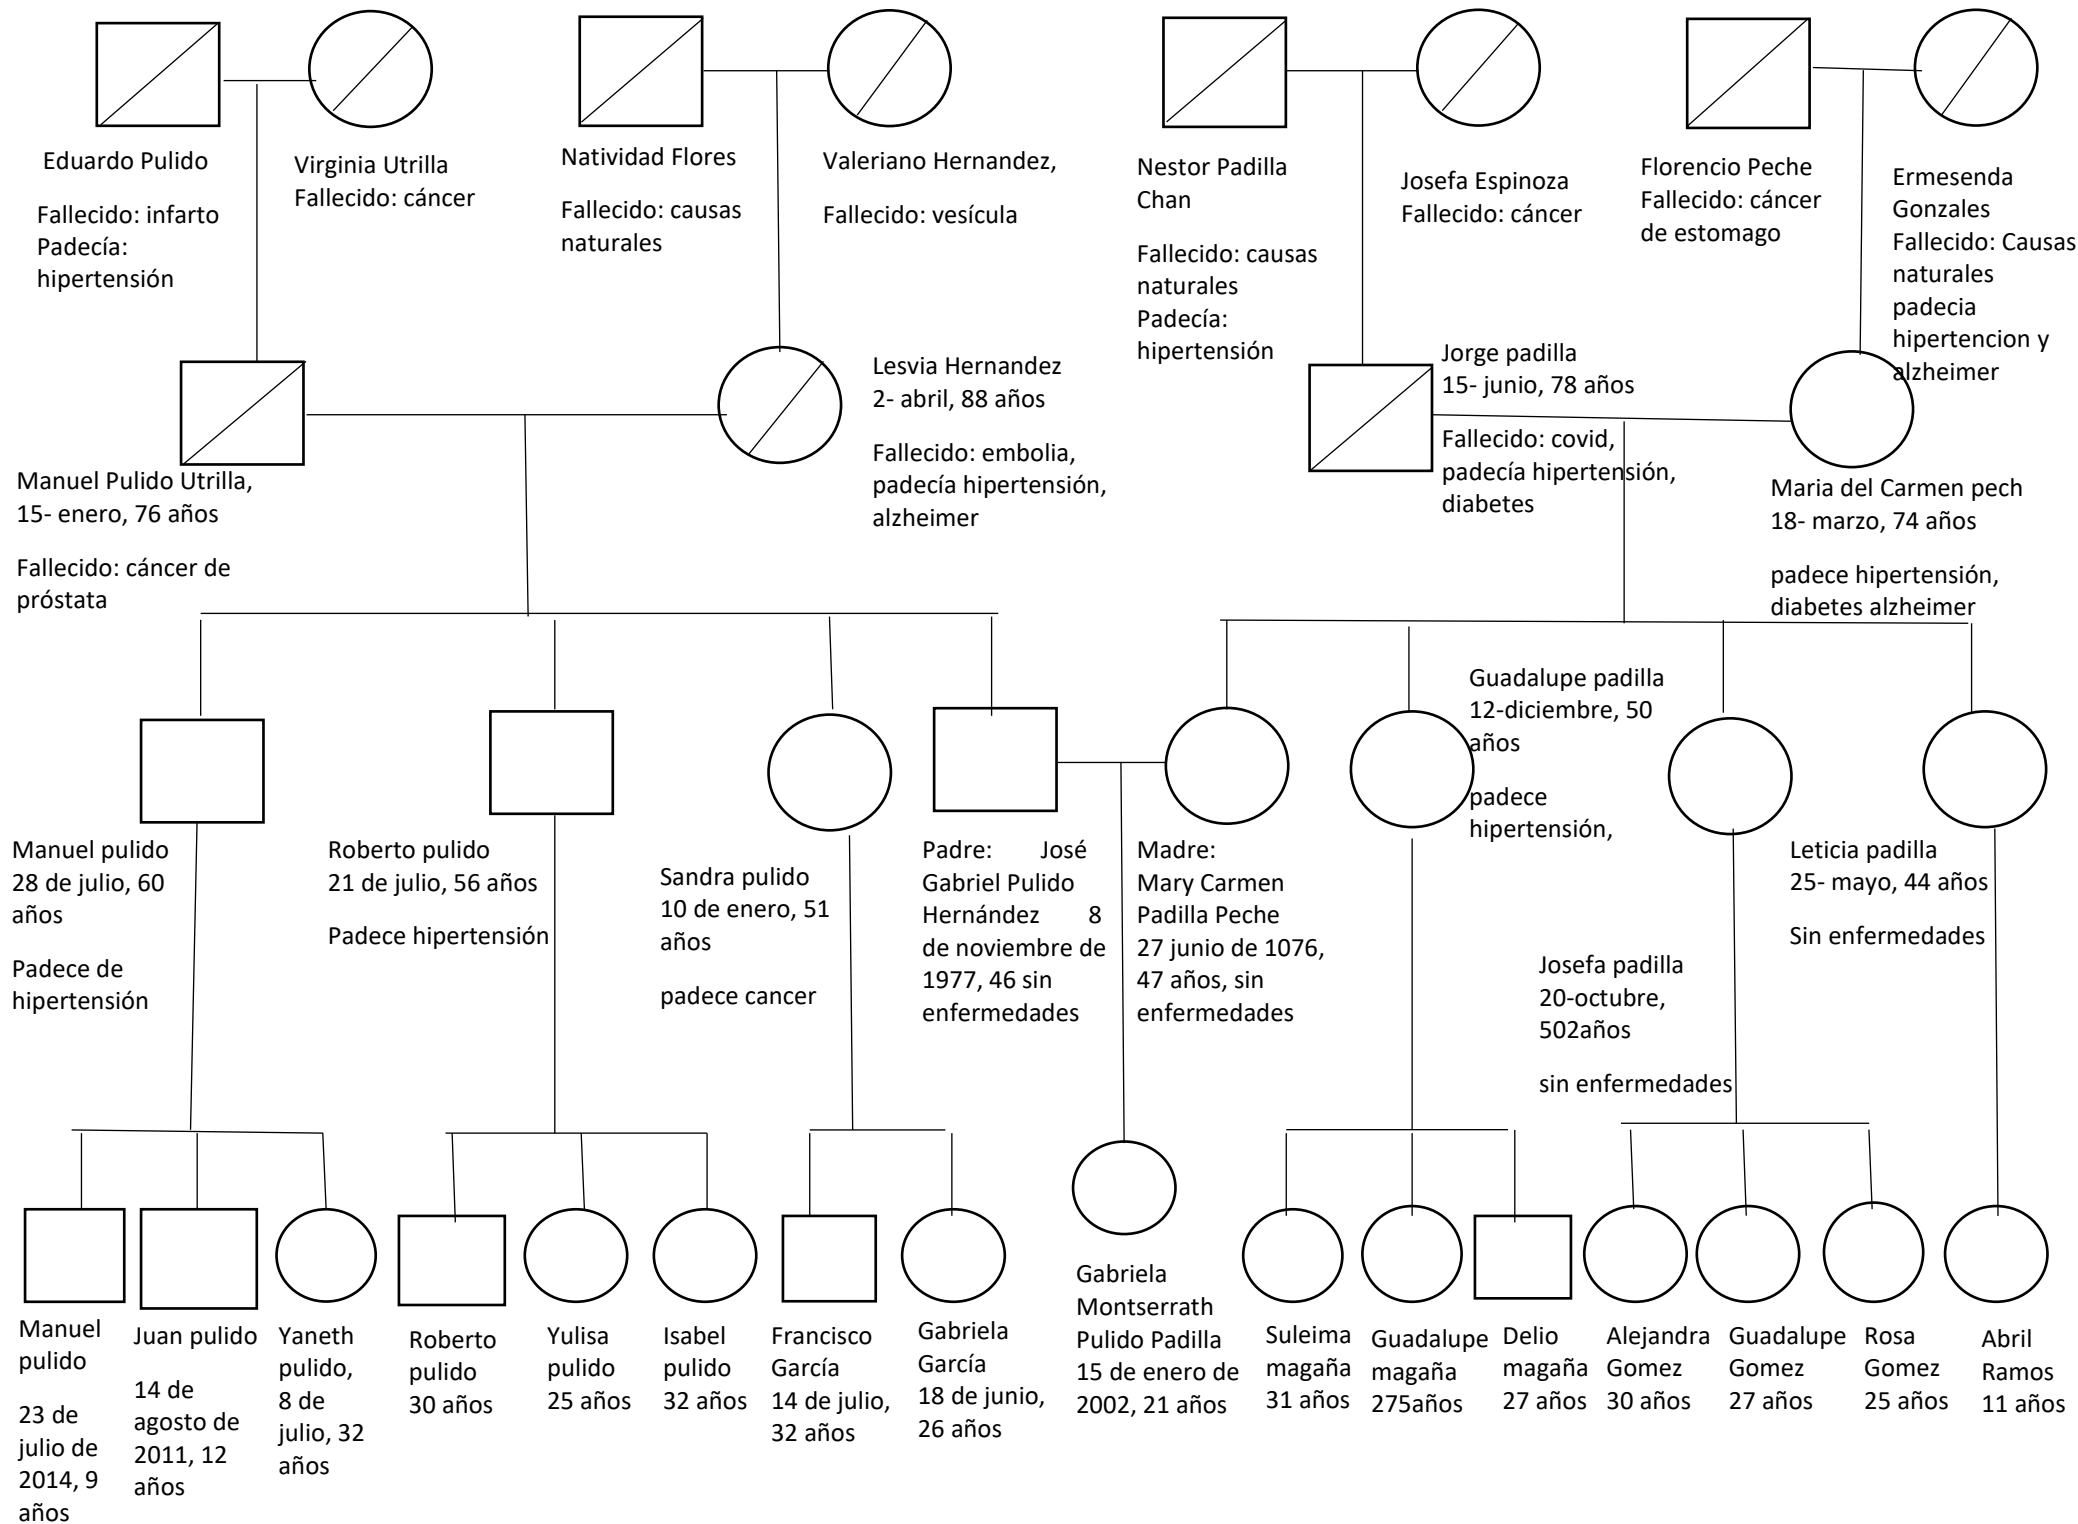 Eduardo Pulido
Fallecido: infarto
Padecía:
hipertensión
Virginia Utrilla
Fallecido: cáncer
Natividad Flores
Fallecido: causas
naturales
Valeriano Hernandez,
Fallecido: vesícula
Nestor Padilla
Chan
Fallecido: causas
naturales
Padecía:
hipertensión
Josefa Espinoza
Fallecido: cáncer
Florencio Peche
Fallecido: cáncer
de estomago
Ermesenda
Gonzales
Fallecido: Causas
naturales
padecia
hipertencion y
alzheimer
Manuel Pulido Utrilla,
15- enero, 76 años
Fallecido: cáncer de
próstata
Lesvia Hernandez
2- abril, 88 años
Fallecido: embolia,
padecía hipertensión,
alzheimer
Jorge padilla
15- junio, 78 años
Fallecido: covid,
padecía hipertensión,
diabetes
Maria del Carmen pech
18- marzo, 74 años
padece hipertensión,
diabetes alzheimer
Manuel pulido
28 de julio, 60
años
Padece de
hipertensión
Roberto pulido
21 de julio, 56 años
Padece hipertensión
Sandra pulido
10 de enero, 51
años
padece cancer
Padre: José
Gabriel Pulido
Hernández 8
de noviembre de
1977, 46 sin
enfermedades
Madre:
Mary Carmen
Padilla Peche
27 junio de 1076,
47 años, sin
enfermedades
Guadalupe padilla
12-diciembre, 50
años
padece
hipertensión,
Josefa padilla
20-octubre,
502años
sin enfermedades
Leticia padilla
25- mayo, 44 años
Sin enfermedades
Manuel
pulido
23 de
julio de
2014, 9
años
Juan pulido
14 de
agosto de
2011, 12
años
Yaneth
pulido,
8 de
julio, 32
años
Roberto
pulido
30 años
Yulisa
pulido
25 años
Isabel
pulido
32 años
Francisco
García
14 de julio,
32 años
Gabriela
García
18 de junio,
26 años
Gabriela
Montserrath
Pulido Padilla
15 de enero de
2002, 21 años
Suleima
magaña
31 años
Guadalupe
magaña
275años
Delio
magaña
27 años
Alejandra
Gomez
30 años
Guadalupe
Gomez
27 años
Rosa
Gomez
25 años
Abril
Ramos
11 años